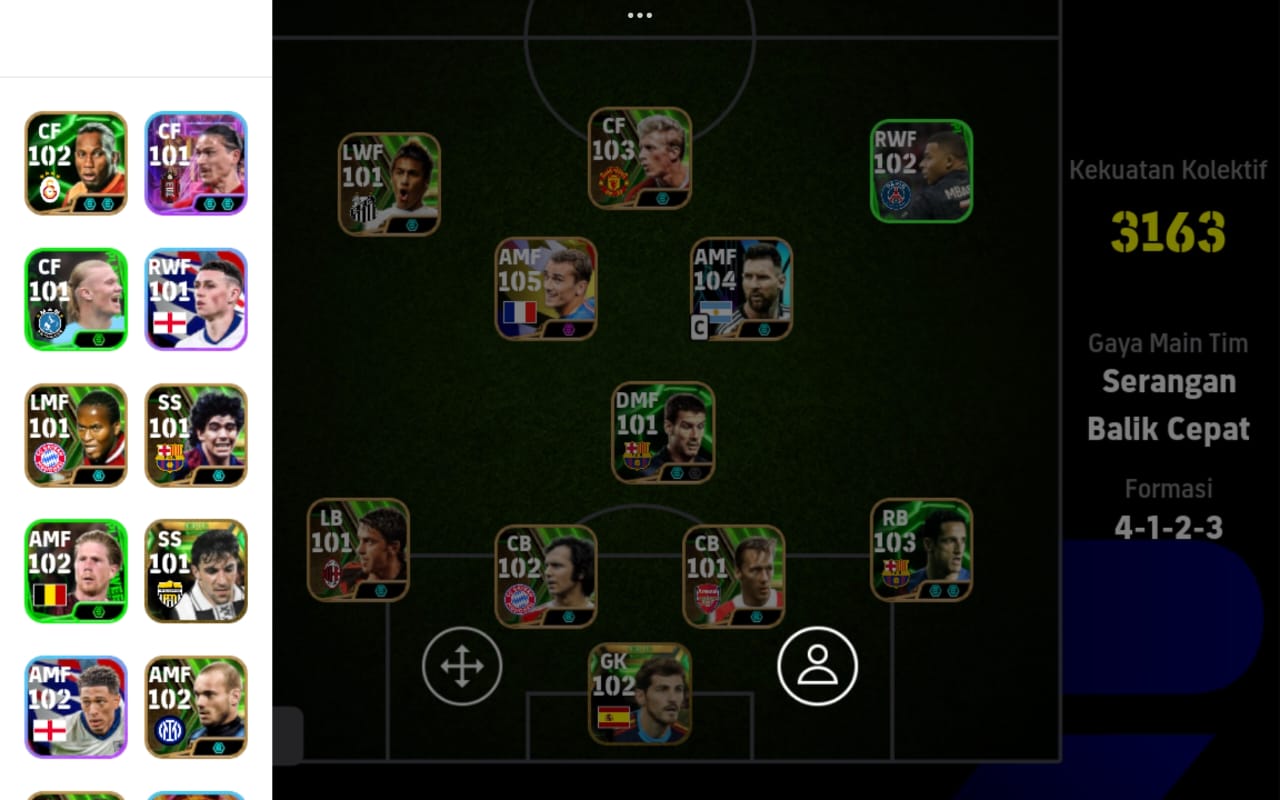 CF
102
CF
101
CF
101
RWF
101
LMF
101
SS
101
AMF
102
SS
101
AMF
102
AMF
102
LWF
101
CF
103
RWF
102
AMF
105
AMF
104
C
DMF
101
LB
101
CB
102
CB
101
RB
103
GK
102
Kekuatan Kolektif
3163
Gaya Main Tim
Serangan
Balik Cepat
Formasi
4-1-2-3